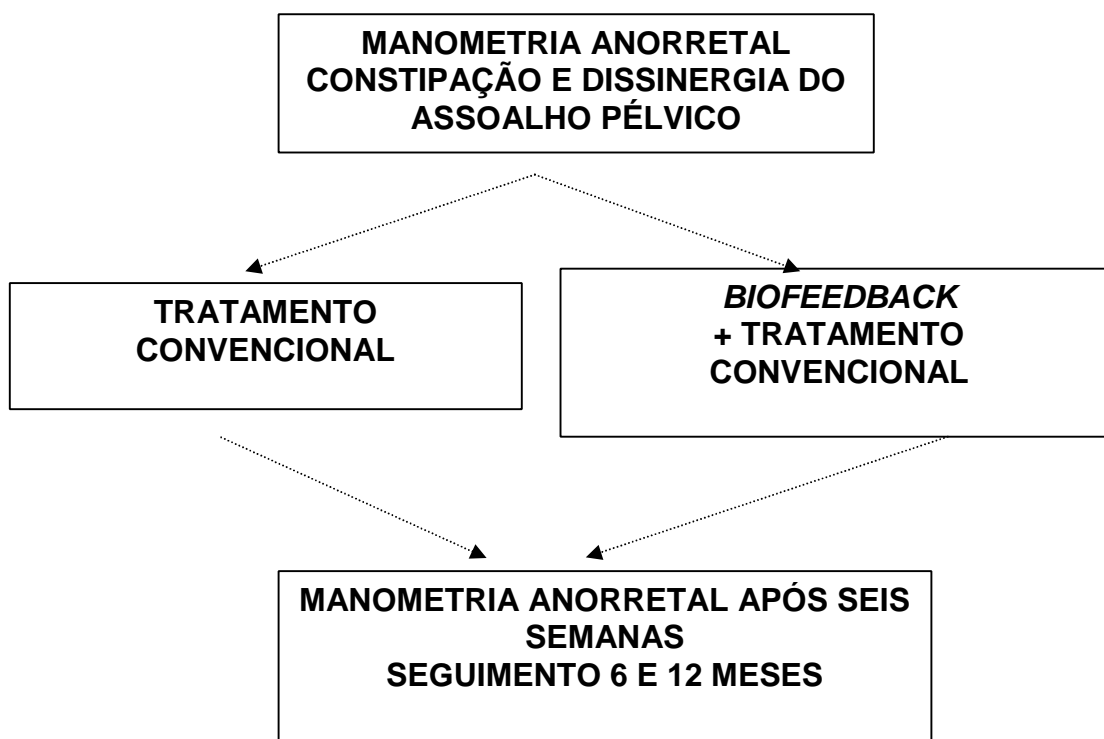 MANOMETRIA ANORRETAL
CONSTIPAÇÃO E DISSINERGIA DO
ASSOALHO PÉLVICO
TRATAMENTO
CONVENCIONAL
BIOFEEDBACK
+ TRATAMENTO
CONVENCIONAL
MANOMETRIA ANORRETAL APÓS SEIS
SEMANAS
SEGUIMENTO 6 E 12 MESES